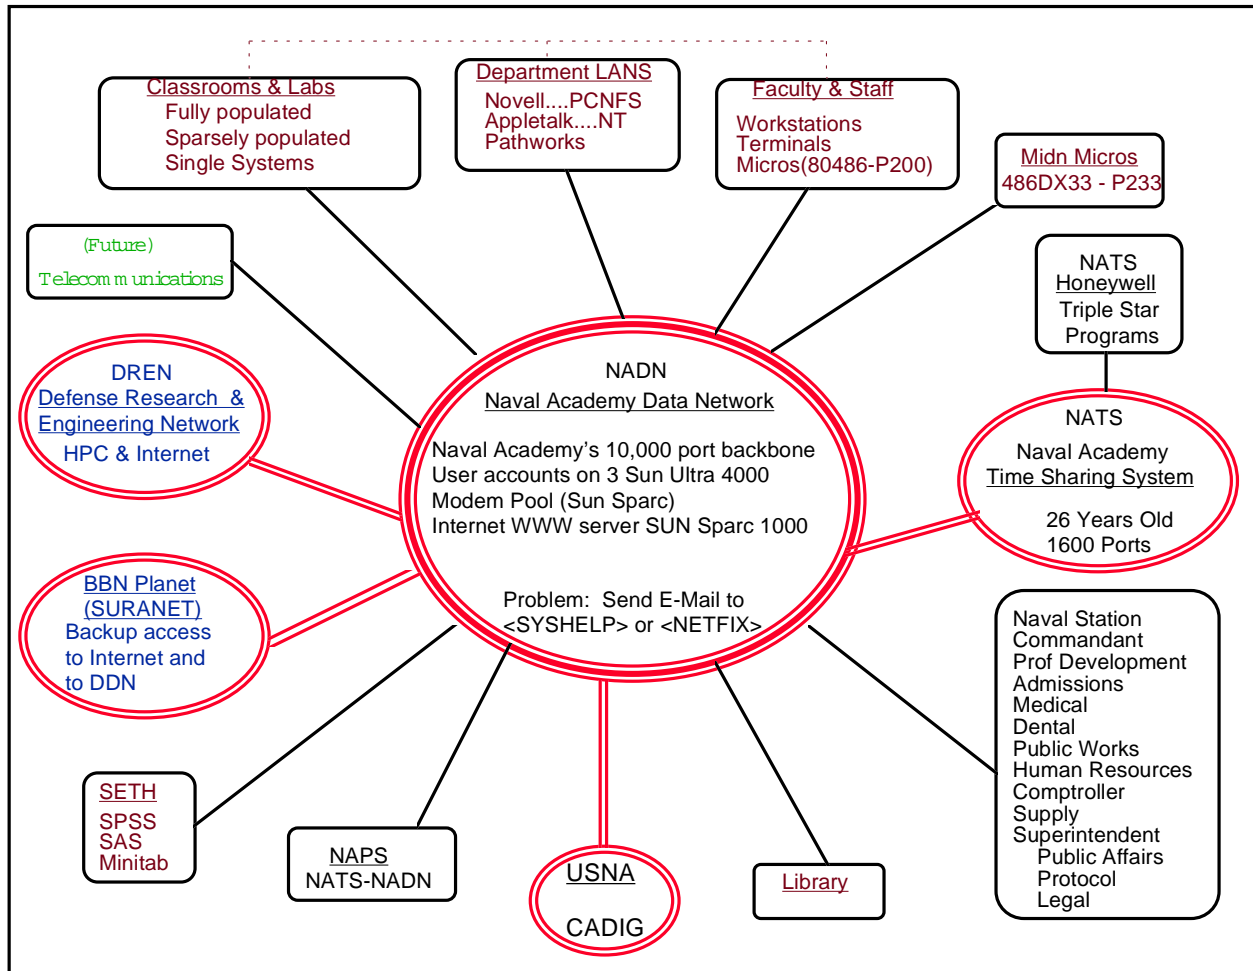 Classrooms & Labs
Fully populated
Sparsely populated
Single Systems
Department LANS
Novell....PCNFS
Appletalk....NT
Pathworks
Faculty & Staff
Workstations
Terminals
Micros(80486-P200)
Midn Micros
486DX33 - P233
(Future)
Telecommunications
NATS
Honeywell
Triple Star
Programs
DREN
Defense Research &
Engineering Network
HPC & Internet
NADN
Naval Academy Data Network
Naval Academy's 10,000 port backbone
User accounts on 3 Sun Ultra 4000
Modem Pool (Sun Sparc)
Internet WWW server SUN Sparc 1000
Problem: Send E-Mail to
<SYSHELP> or <NETFIX>
NATS
Naval Academy
Time Sharing System
26 Years Old
1600 Ports
BBN Planet
(SURANET)
Backup access
to Internet and
to DDN
Naval Station
Commandant
Prof Development
Admissions
Medical
Dental
Public Works
Human Resources
Comptroller
Supply
Superintendent
Public Affairs
Protocol
Legal
SETH
SPSS
SAS
Minitab
NAPS
NATS-NADN
USNA
CADIG
Library